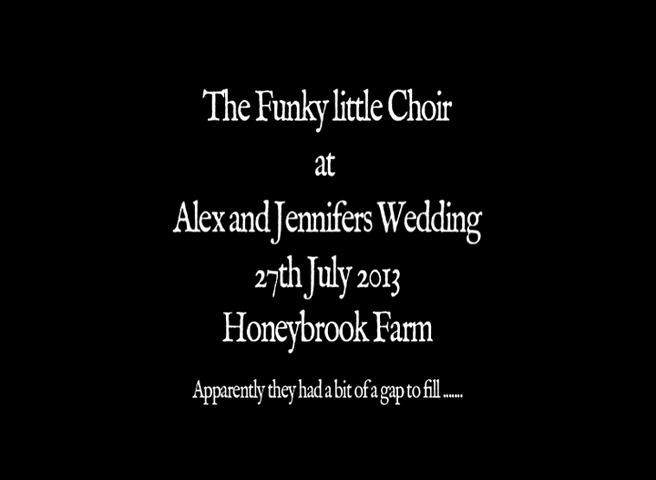 The Funky little Choir
at
Alex and Jennifers Wedding
27th July 2013
Honeybrook Farm
Apparently they had a bit of a gap to fill .......